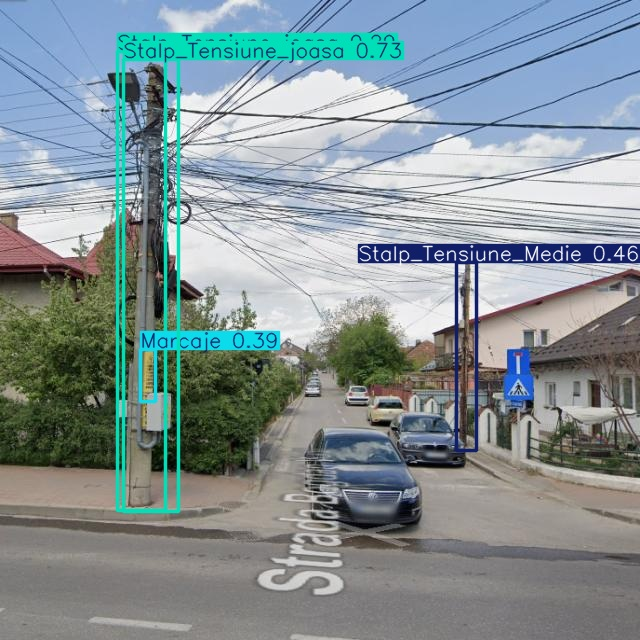 Stalp_Tensiune_joasa 0.73
Stalp_Tensiune_Medie 0.46
Marcaje 0.39
Strada